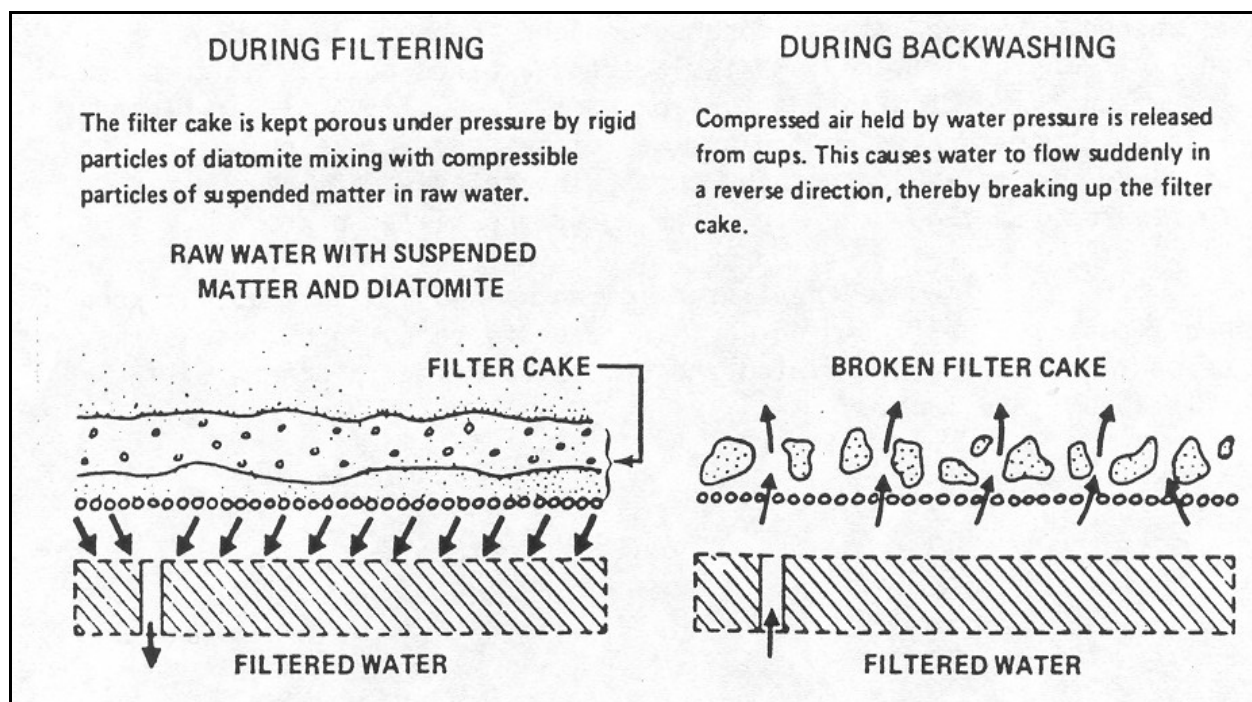 DURING FILTERING
The filter cake is kept porous under pressure by rigid
particles of diatomite mixing with compressible
particles of suspended matter in raw water.
RAW WATER WITH SUSPENDED
MATTER AND DIATOMITE
FILTER CAKE
FILTERED WATER
DURING BACKWASHING
Compressed air held by water pressure is released
from cups. This causes water to flow suddenly in
a reverse direction, thereby breaking up the filter
cake.
BROKEN FILTER CAKE
FILTERED WATER